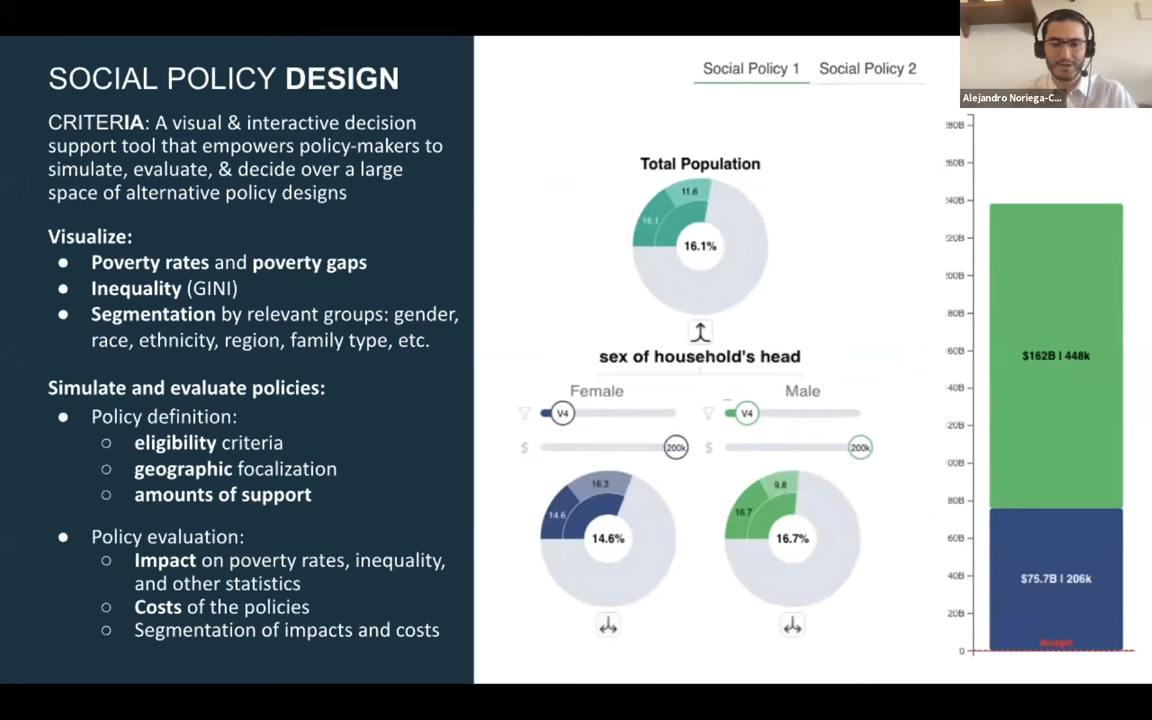 SOCIAL POLICY DESIGN
CRITERIA: A visual & interactive decision
support tool that empowers policy-makers to
simulate, evaluate, & decide over a large
space of alternative policy designs
Visualize:
● Poverty rates and poverty gaps
● Inequality (GINI)
● Segmentation by relevant groups: gender,
race, ethnicity, region, family type, etc.
Simulate and evaluate policies:
● Policy definition:
○ eligibility criteria
○ geographic focalization
○ amounts of support
● Policy evaluation:
○ Impact on poverty rates, inequality,
and other statistics
○ Costs of the policies
○ Segmentation of impacts and costs
Social Policy 1 Social Policy 2
Total Population
11.6
16.1
16.1%
sex of household's head
Female Male
V4 V4
$ 200k $ 200k
16.3
14.6
14.6%
9.8
16.7
16.7%
Alejandro Noriega-C...
80B
60B
40B
20B
0
$162B | 448k
$75.7B | 206k
Budget